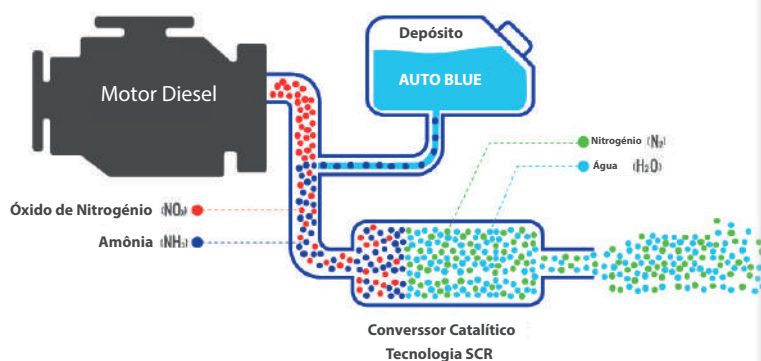 Depósito
AUTO BLUE
Motor Diesel
Nitrogénio (N₂)
Água (H₂O)
Óxido de Nitrogénio (NOₓ)
Amônia (NH₃)
Converssor Catalítico
Tecnologia SCR